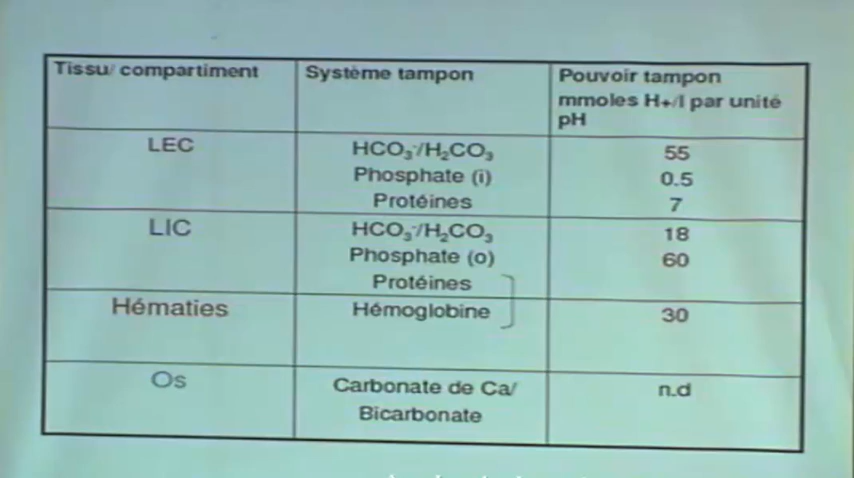 Tissu/ compartiment
Système tampon
Pouvoir tampon
mmoles H+/l par unité
pH
LEC
HCO₃⁻/H₂CO₃ 55
Phosphate (i) 0.5
Protéines 7
LIC
HCO₃⁻/H₂CO₃ 18
Phosphate (o) 60
Protéines
Hématies Hémoglobine 30
Os
Carbonate de Ca/ n.d
Bicarbonate